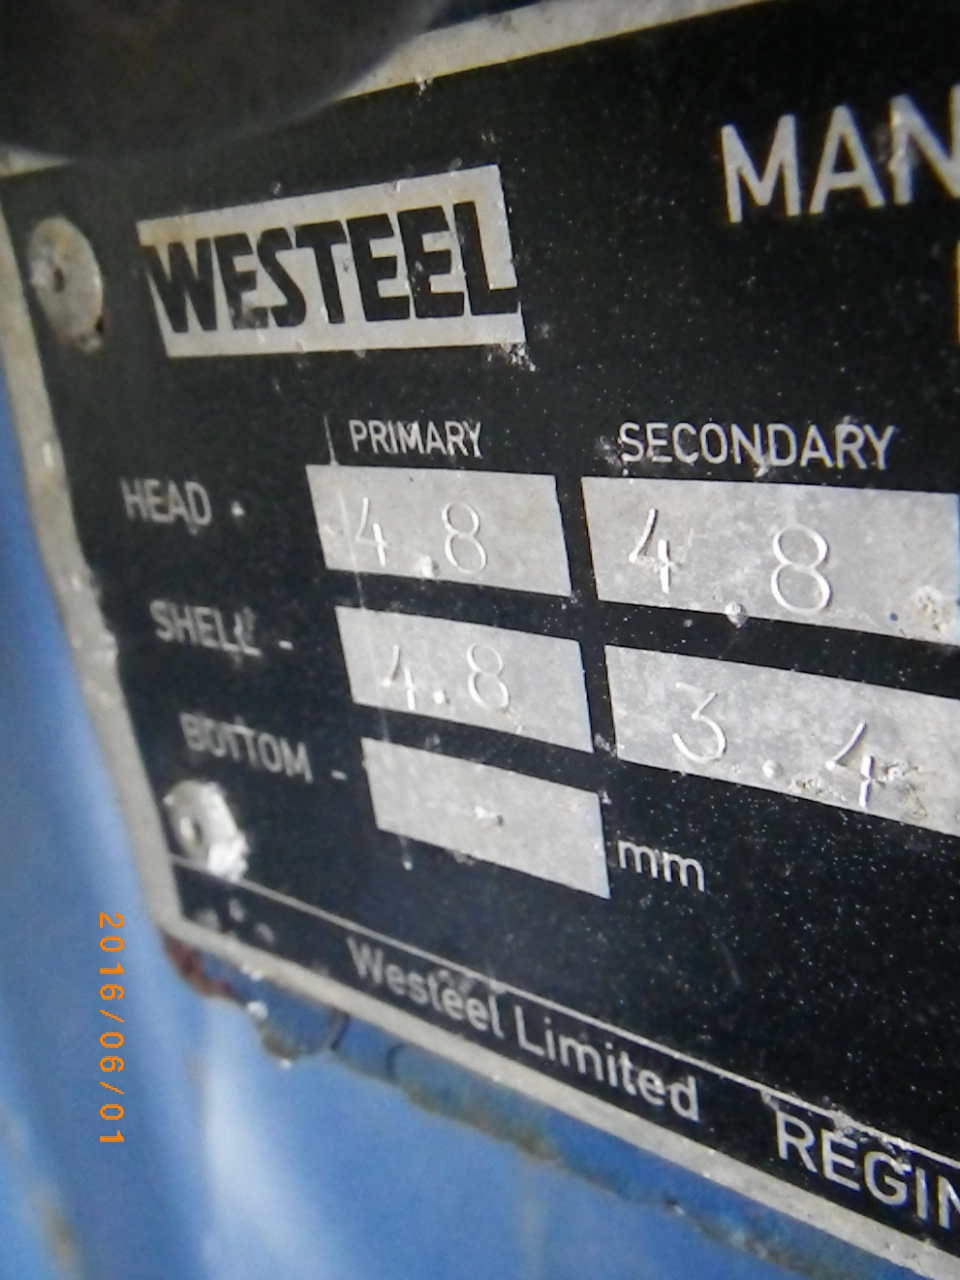 MAN
WESTEEL
PRIMARY SECONDARY
HEAD - 4.8 4.8
SHELL - 4.8 3.4
BOTTOM - - mm
Westeel Limited REGIN
2016/06/01